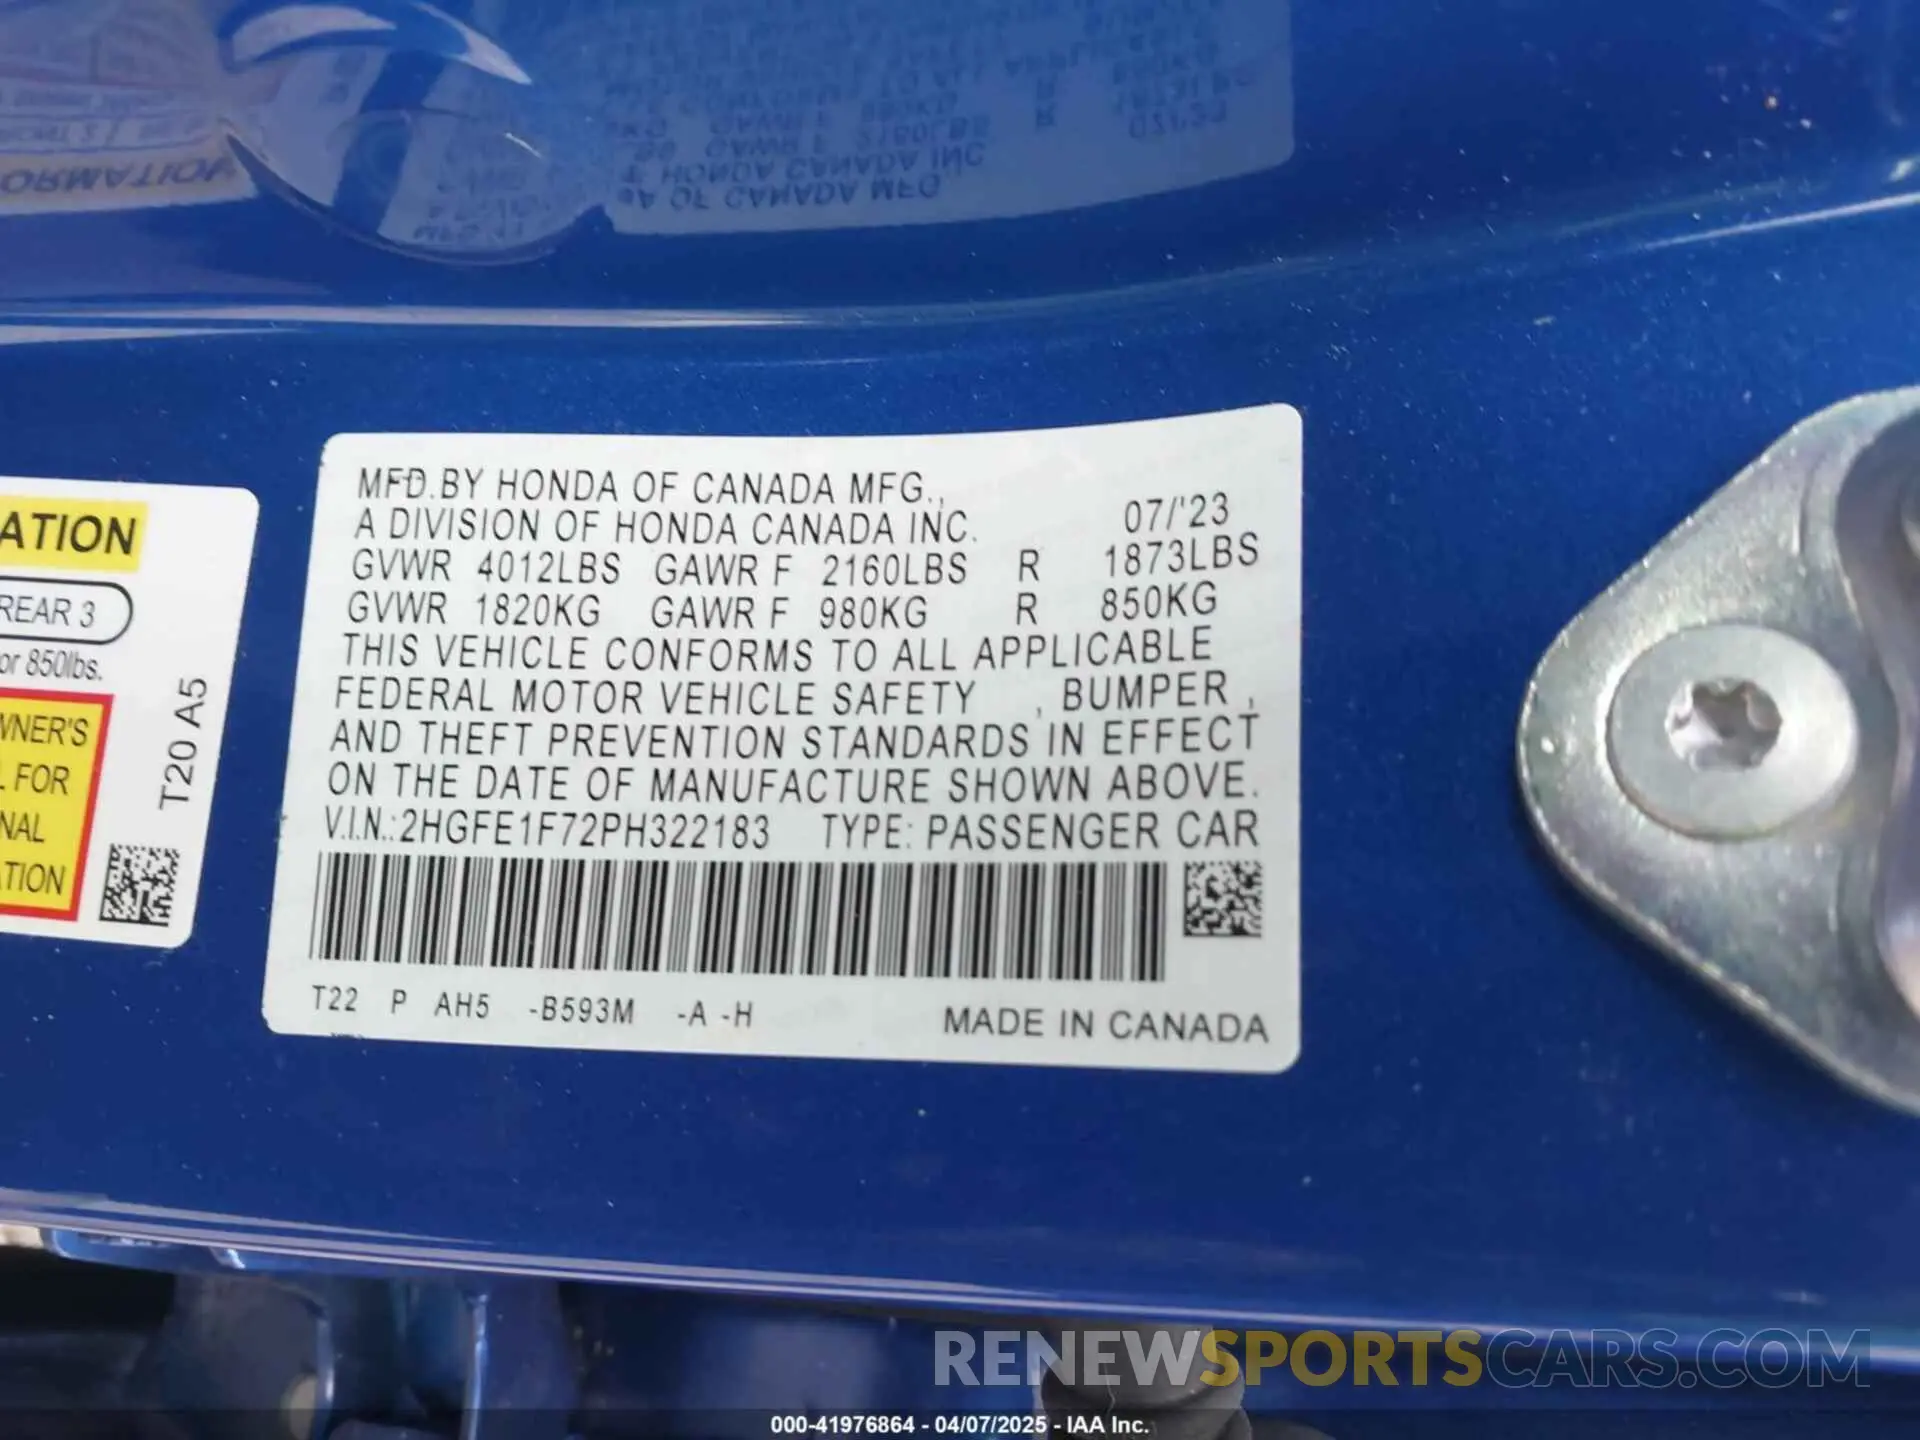 MFD.BY HONDA OF CANADA MFG.,
A DIVISION OF HONDA CANADA INC. 07/'23
GVWR 4012LBS GAWR F 2160LBS R 1873LBS
GVWR 1820KG GAWR F 980KG R 850KG
THIS VEHICLE CONFORMS TO ALL APPLICABLE
FEDERAL MOTOR VEHICLE SAFETY , BUMPER ,
AND THEFT PREVENTION STANDARDS IN EFFECT
ON THE DATE OF MANUFACTURE SHOWN ABOVE.
V.I.N.:2HGFE1F72PH322183 TYPE: PASSENGER CAR
T22 P AH5 -B593M -A -H MADE IN CANADA
ATION
REAR 3
or 850lbs.
WNER'S
L FOR
NAL
TION
T20 A5
RENEWSPORTSCARS.COM
000-41976864 - 04/07/2025 - IAA Inc.